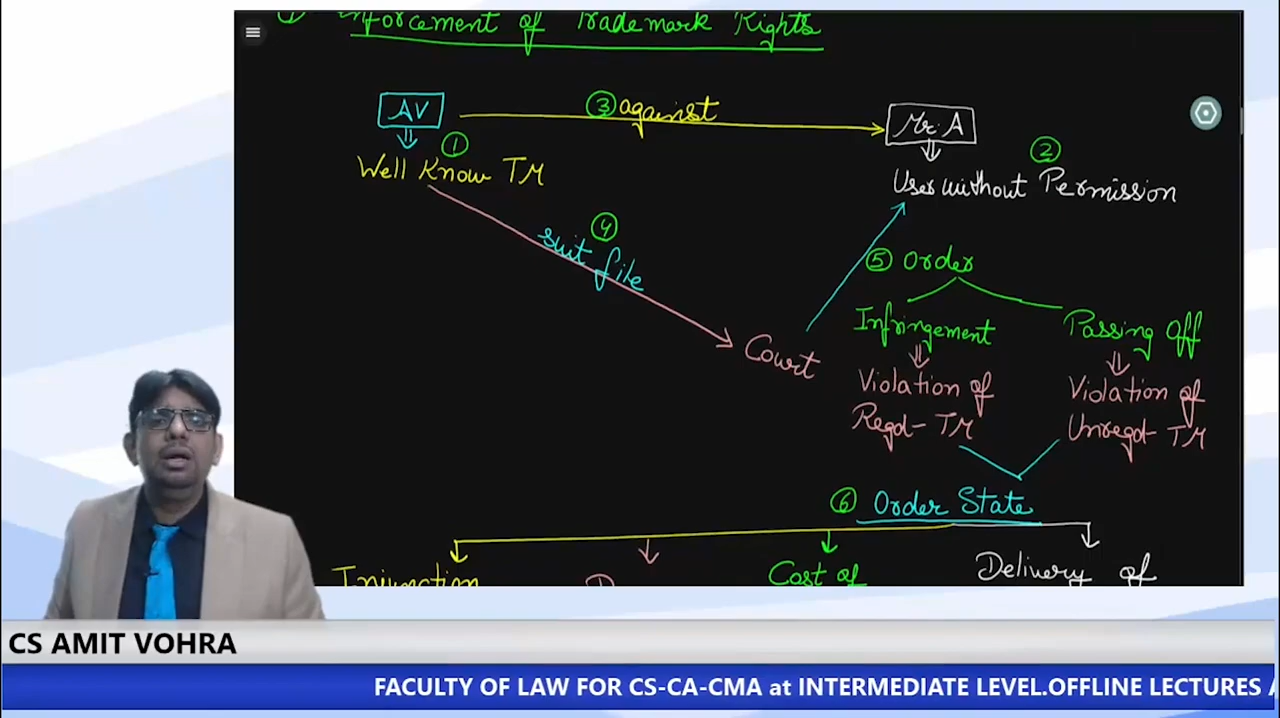 ① Enforcement of Trademark Rights
AV
③ against
Mr. A
①
Well Know TM
②
Uses without Permission
④
suit file
⑤ Order
Infringement
Passing Off
Court
Violation of
Regd- TM
Violation of
Unregd- TM
⑥ Order State
Injunction
Cost of
Delivery of
CS AMIT VOHRA
FACULTY OF LAW FOR CS-CA-CMA at INTERMEDIATE LEVEL.OFFLINE LECTURES